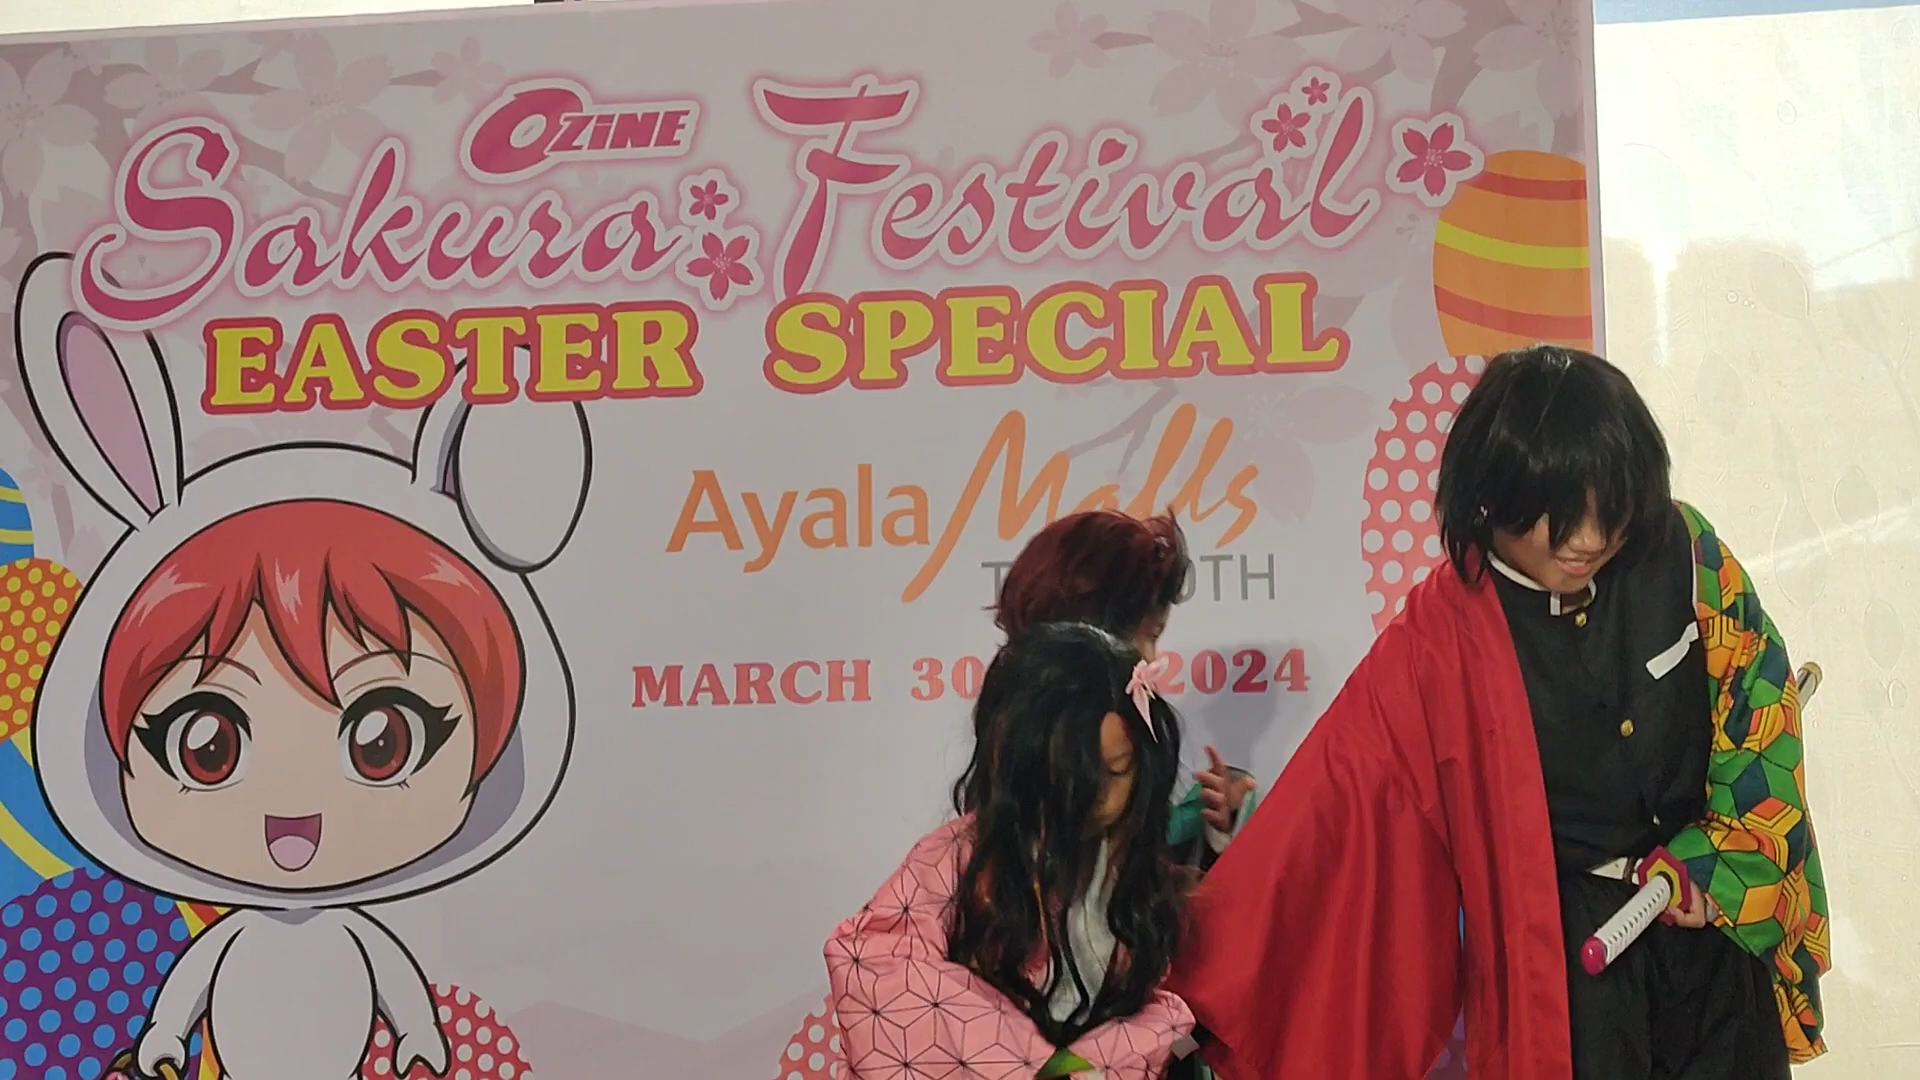 OZiNE
Sakura Festival
EASTER SPECIAL
Ayala Malls
MARCH 30 2024